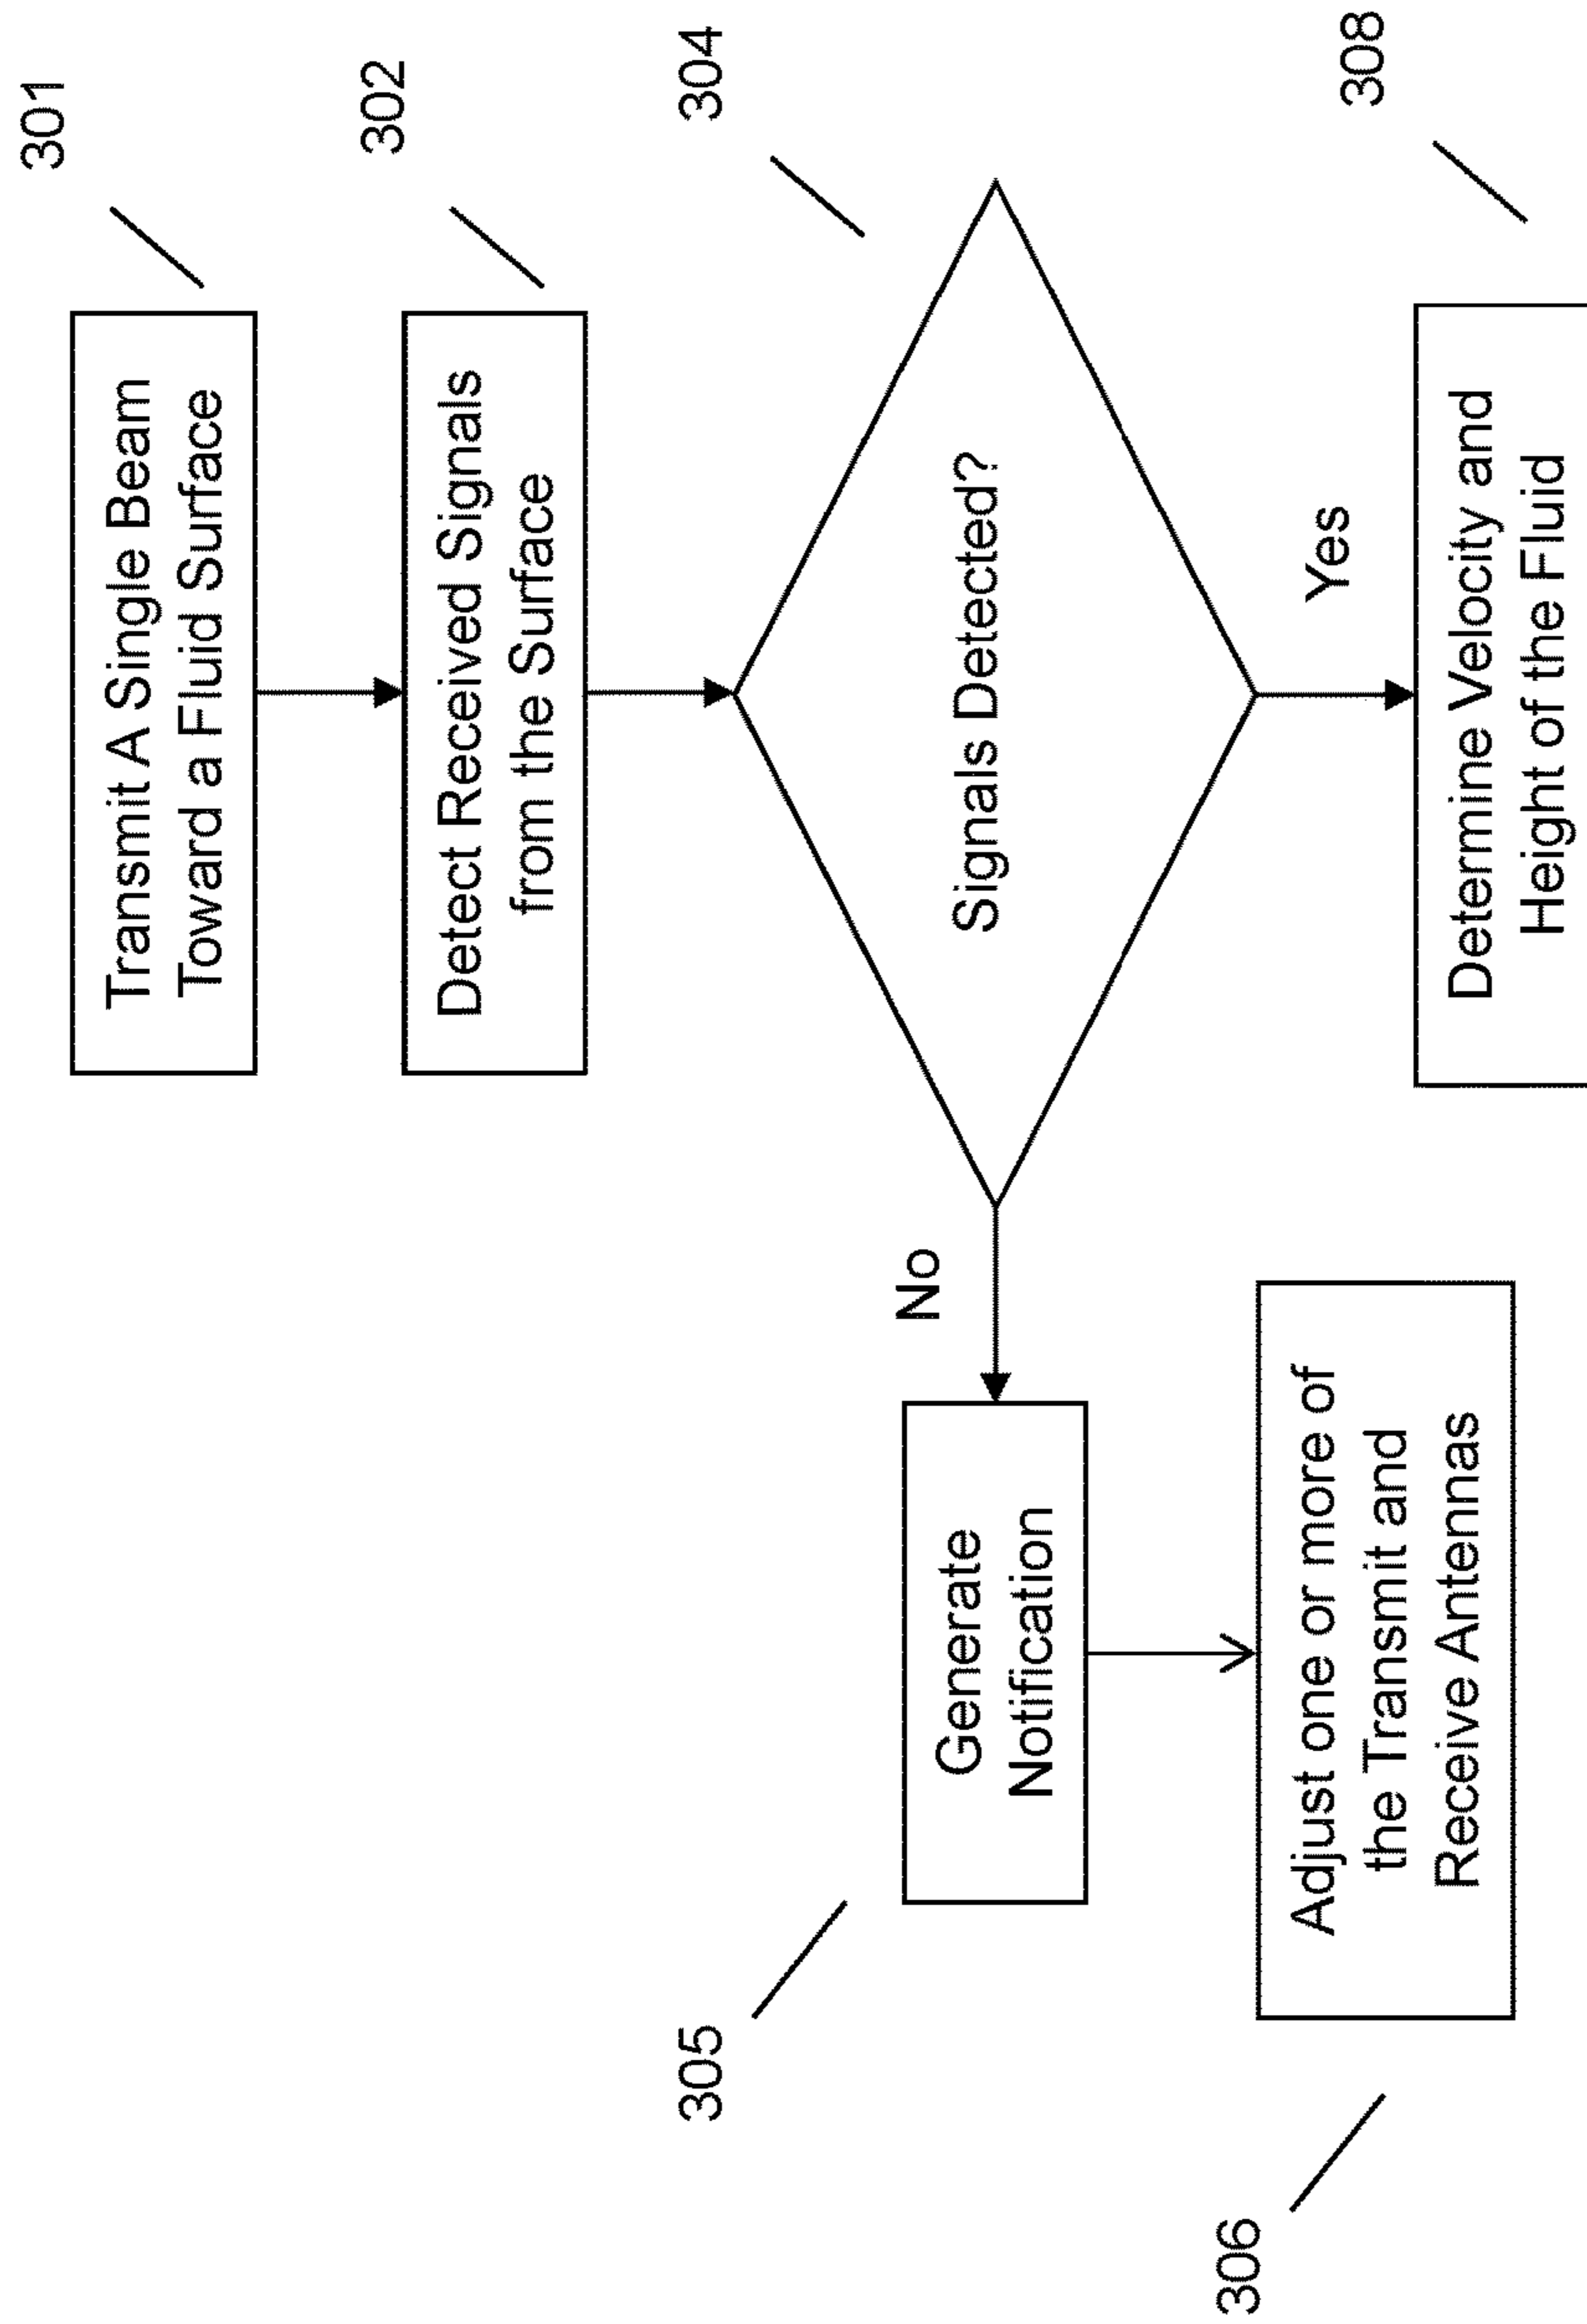 301
Transmit A Single Beam
Toward a Fluid Surface
302
Detect Received Signals
from the Surface
304
Signals Detected?
No
Yes
305
Generate
Notification
306
Adjust one or more of
the Transmit and
Receive Antennas
308
Determine Velocity and
Height of the Fluid